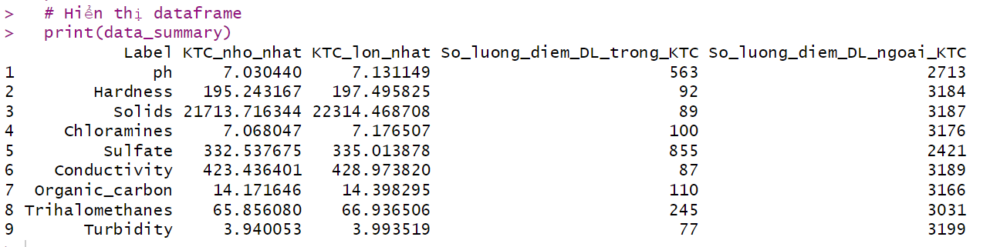 > # Hiển thị dataframe
> print(data_summary)
Label KTC_nho_nhat KTC_lon_nhat So_luong_diem_DL_trong_KTC So_luong_diem_DL_ngoai_KTC
1 ph 7.030440 7.131149 563 2713
2 Hardness 195.243167 197.495825 92 3184
3 Solids 21713.716344 22314.468708 89 3187
4 Chloramines 7.068047 7.176507 100 3176
5 Sulfate 332.537675 335.013878 855 2421
6 Conductivity 423.436401 428.973820 87 3189
7 Organic_carbon 14.171646 14.398295 110 3166
8 Trihalomethanes 65.856080 66.936506 245 3031
9 Turbidity 3.940053 3.993519 77 3199